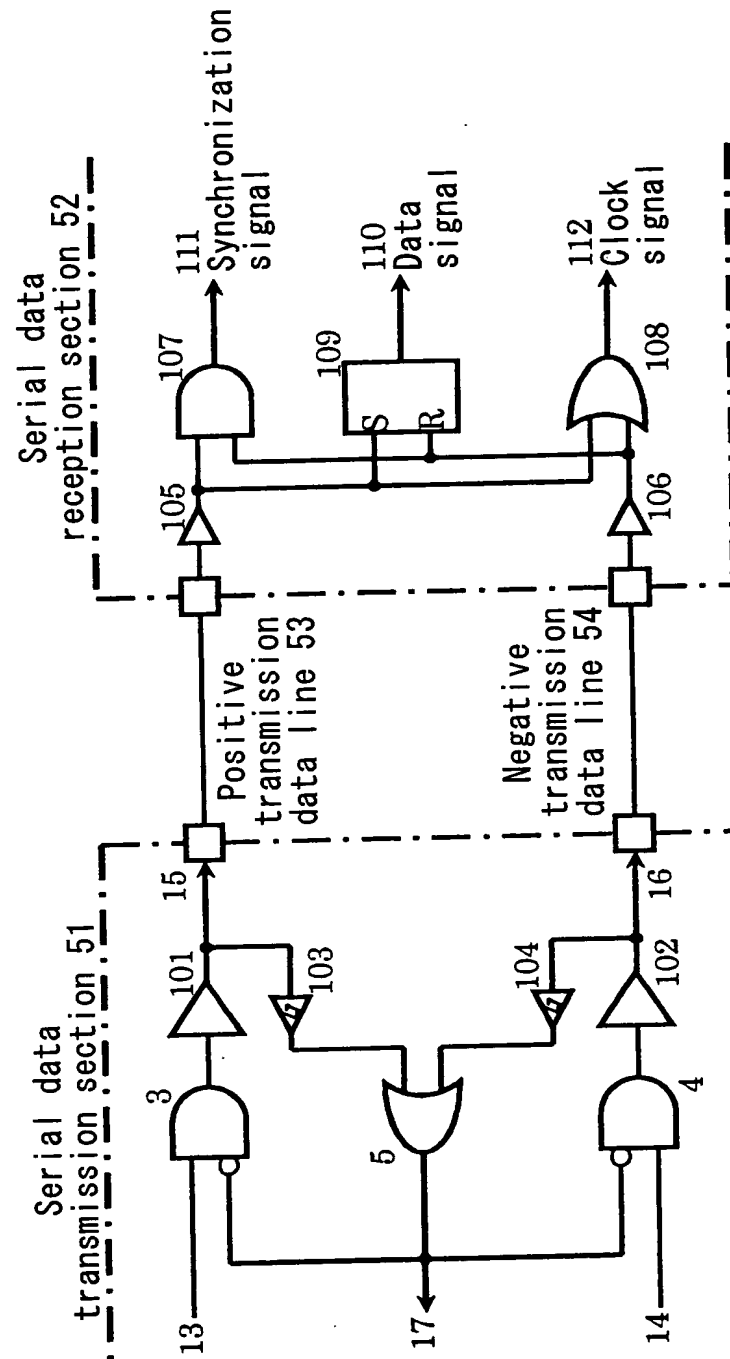 Serial data
transmission section 51
Serial data
reception section 52
13
3
101
15
103
5
17
104
14
4
102
16
Positive
transmission
data line 53
Negative
transmission
data line 54
105
107
111
Synchronization
signal
109
S
R
110
Data
signal
106
108
112
Clock
signal